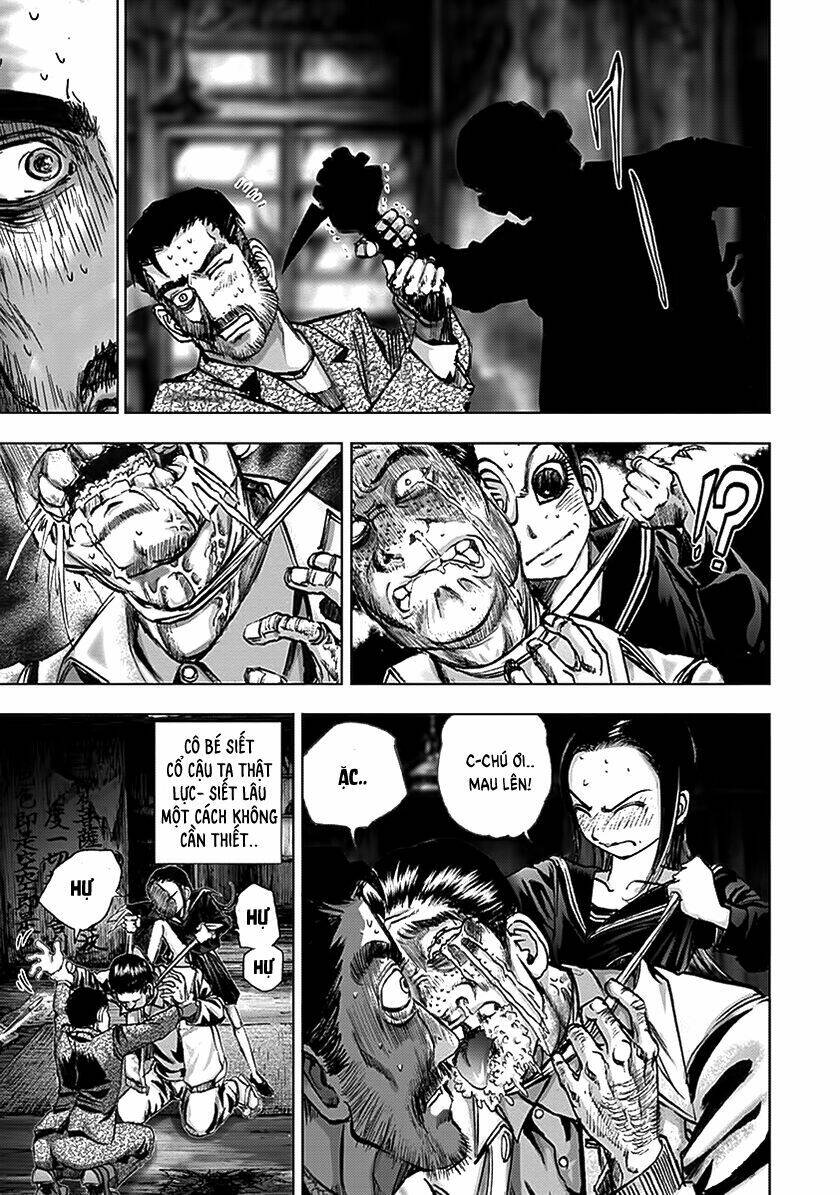 !?
C-CHÚ ƠI..
MAU LÊN!
ẶC..
CÔ BÉ SIẾT
CỔ CẬU TA THẬT
LỰC- SIẾT LÂU
MỘT CÁCH KHÔNG
CẦN THIẾT..
HỰ
HỰ
HỰ